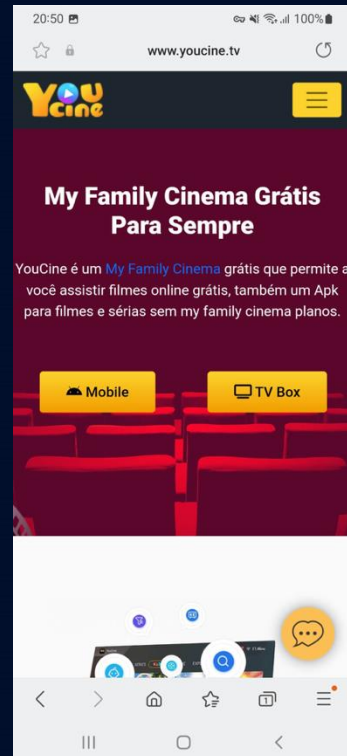 20:50
100%
www.youcine.tv
YOU
cine
My Family Cinema Grátis
Para Sempre
YouCine é um My Family Cinema grátis que permite a
você assistir filmes online grátis, também um Apk
para filmes e sérias sem my family cinema planos.
Mobile
TV Box
1